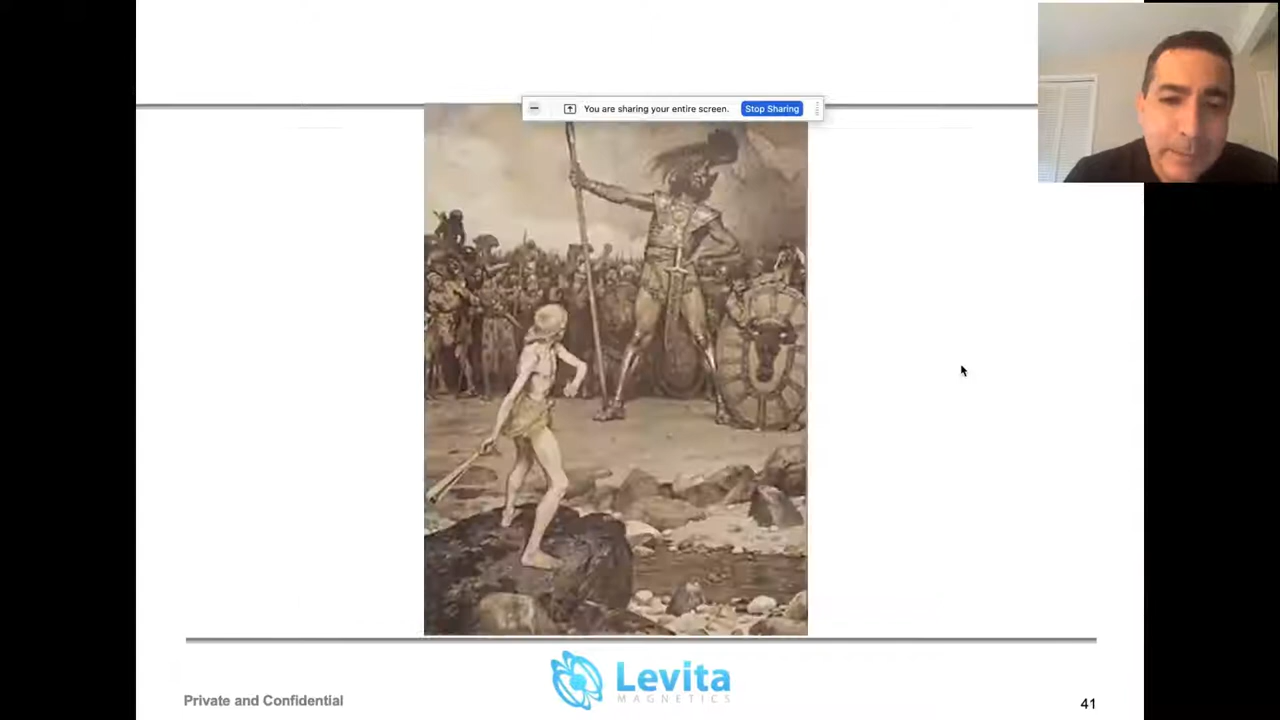 You are sharing your entire screen. Stop Sharing
Levita
MAGNETICS
Private and Confidential
41